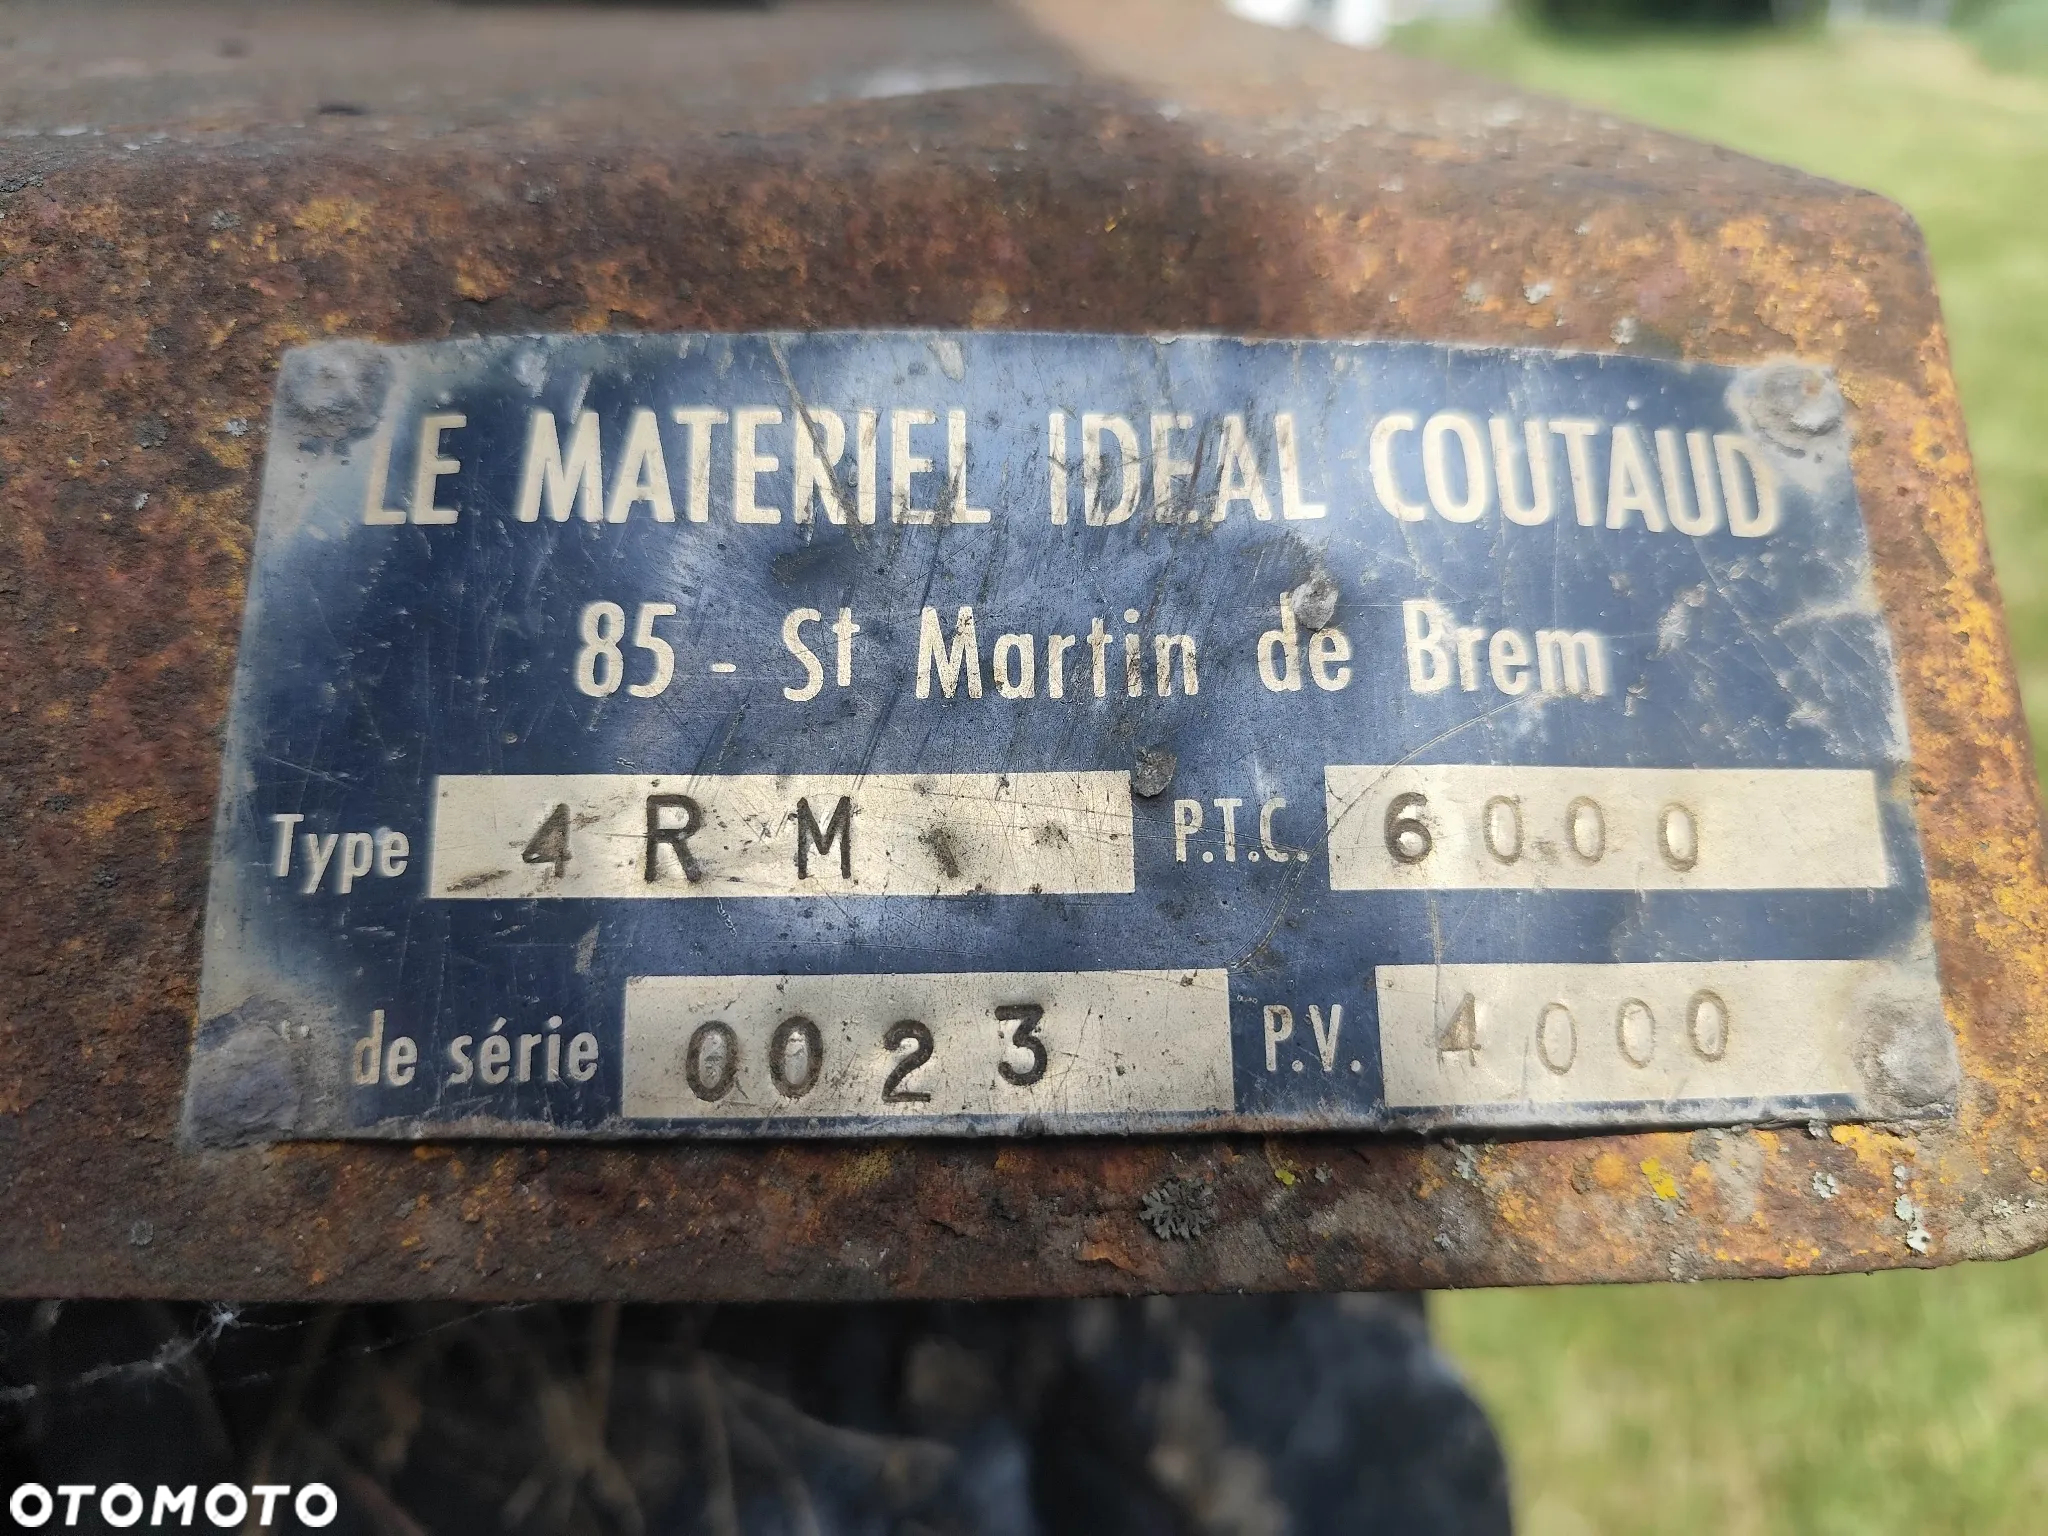 LE MATERIEL IDEAL COUTAUD
85 - St Martin de Brem
Type 4 R M P.T.C. 6000
de série 0023 P.V. 4000
OTOMOTO